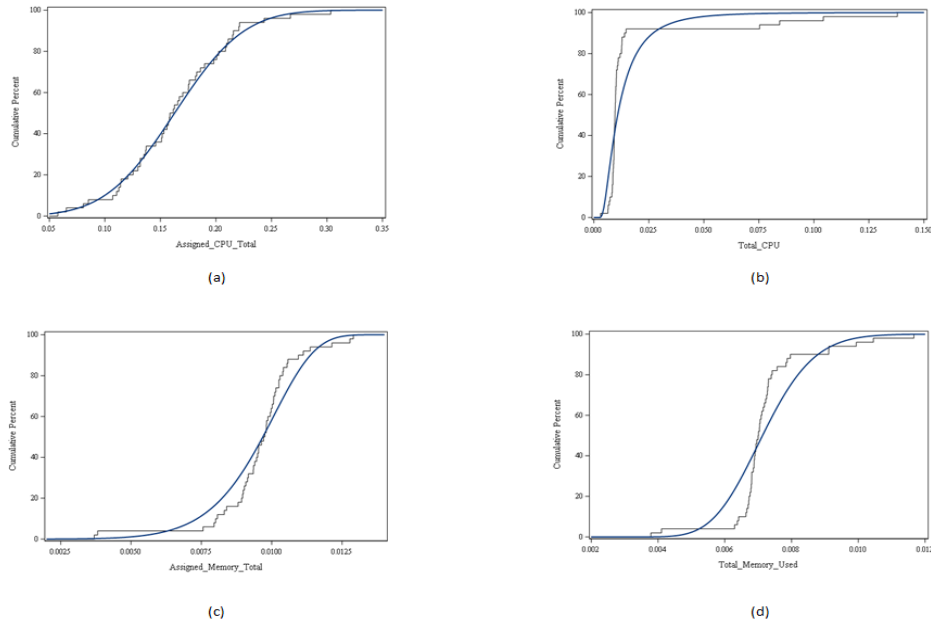 100
80
60
40
20
0
Cumulative Percent
0.05 0.10 0.15 0.20 0.25 0.30 0.35
Assigned_CPU_Total
(a)
100
80
60
40
20
0
Cumulative Percent
0.000 0.025 0.050 0.075 0.100 0.125 0.150
Total_CPU
(b)
100
80
60
40
20
0
Cumulative Percent
0.0025 0.0050 0.0075 0.0100 0.0125
Assigned_Memory_Total
(c)
100
80
60
40
20
0
Cumulative Percent
0.002 0.004 0.006 0.008 0.010 0.012
Total_Memory_Used
(d)